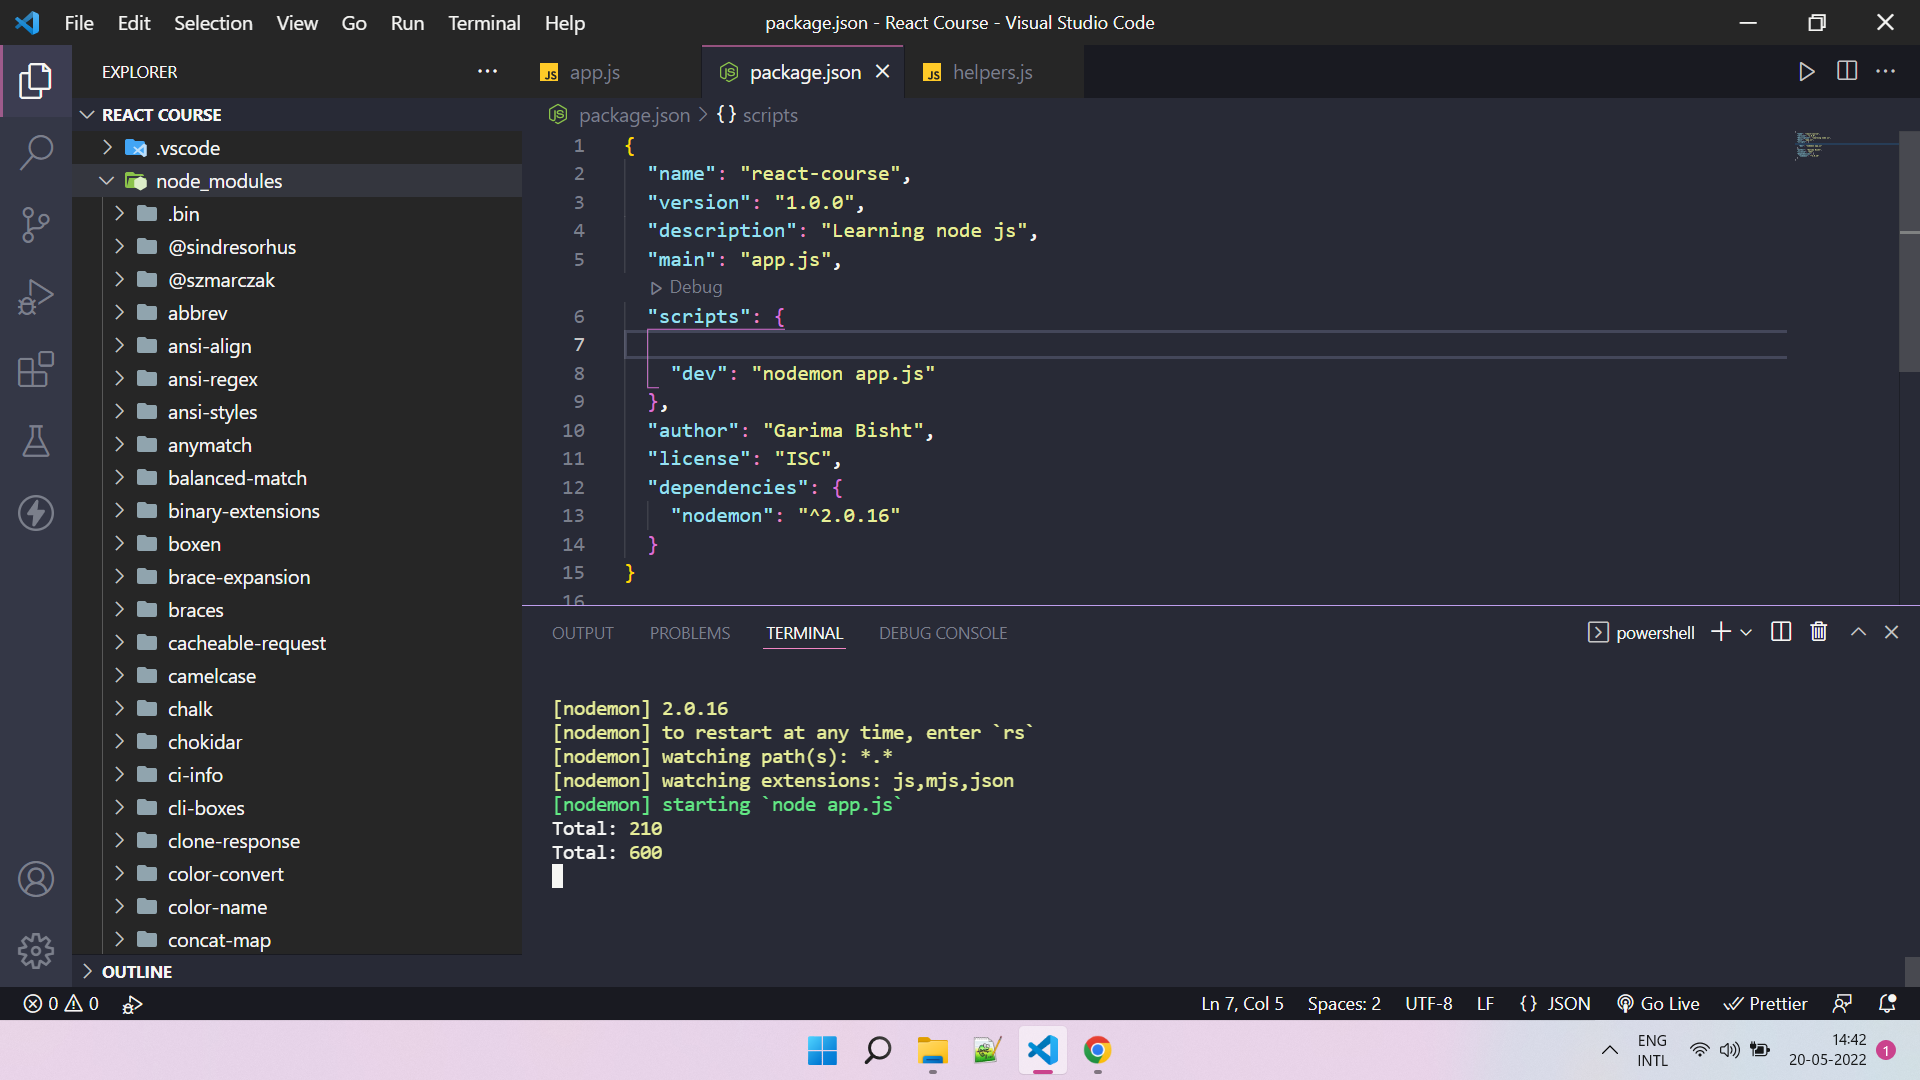 File Edit Selection View Go Run Terminal Help
package.json - React Course - Visual Studio Code
EXPLORER
JS app.js
package.json
JS helpers.js
REACT COURSE
.vscode
node_modules
.bin
@sindresorhus
@szmarczak
abbrev
ansi-align
ansi-regex
ansi-styles
anymatch
balanced-match
binary-extensions
boxen
brace-expansion
braces
cacheable-request
camelcase
chalk
chokidar
ci-info
cli-boxes
clone-response
color-convert
color-name
concat-map
OUTLINE
package.json > {} scripts
1 {
2 "name": "react-course",
3 "version": "1.0.0",
4 "description": "Learning node js",
5 "main": "app.js",
Debug
6 "scripts": {
7
8 "dev": "nodemon app.js"
9 },
10 "author": "Garima Bisht",
11 "license": "ISC",
12 "dependencies": {
13 "nodemon": "^2.0.16"
14 }
15 }
16
OUTPUT PROBLEMS TERMINAL DEBUG CONSOLE
powershell
[nodemon] 2.0.16
[nodemon] to restart at any time, enter `rs`
[nodemon] watching path(s): *.*
[nodemon] watching extensions: js,mjs,json
[nodemon] starting `node app.js`
Total: 210
Total: 600
0 0
Ln 7, Col 5 Spaces: 2 UTF-8 LF {} JSON Go Live Prettier
ENG
INTL
14:42
20-05-2022
1